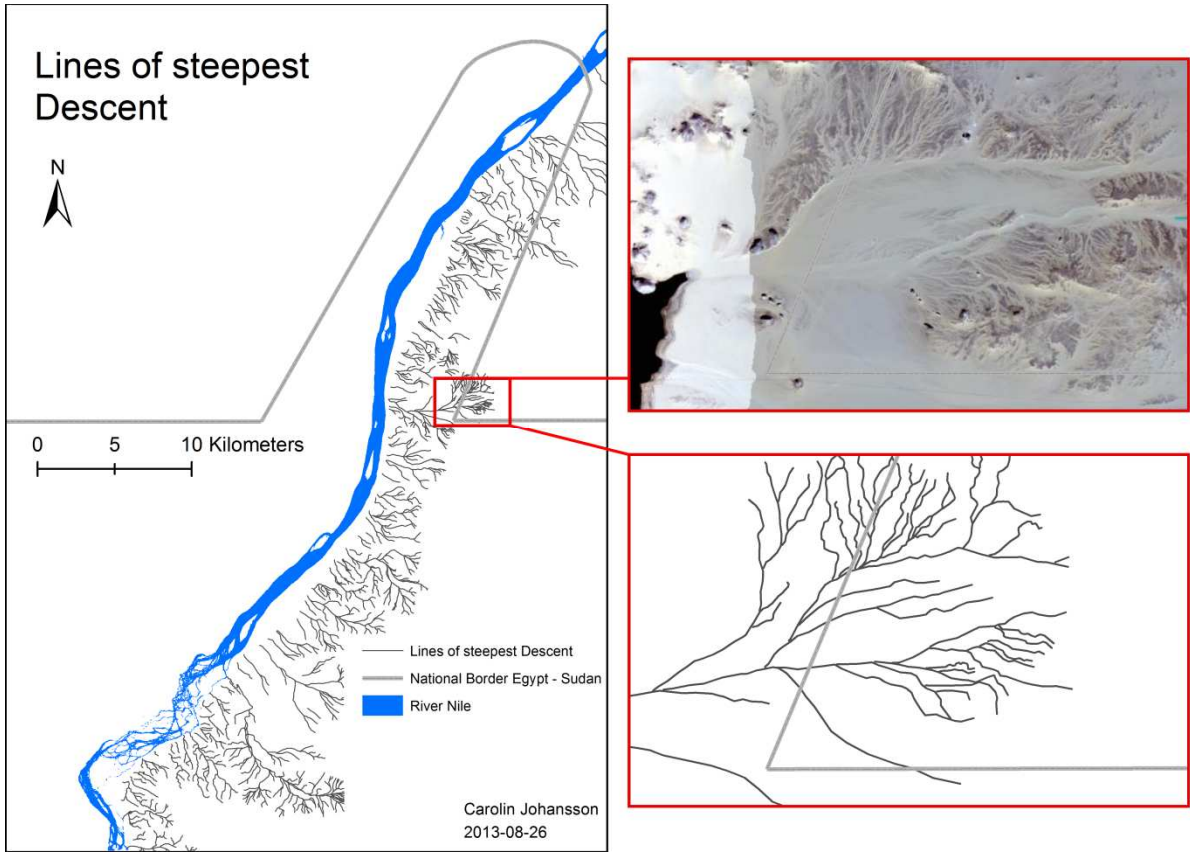 Lines of steepest
Descent
N
0 5 10 Kilometers
Lines of steepest Descent
National Border Egypt - Sudan
River Nile
Carolin Johansson
2013-08-26